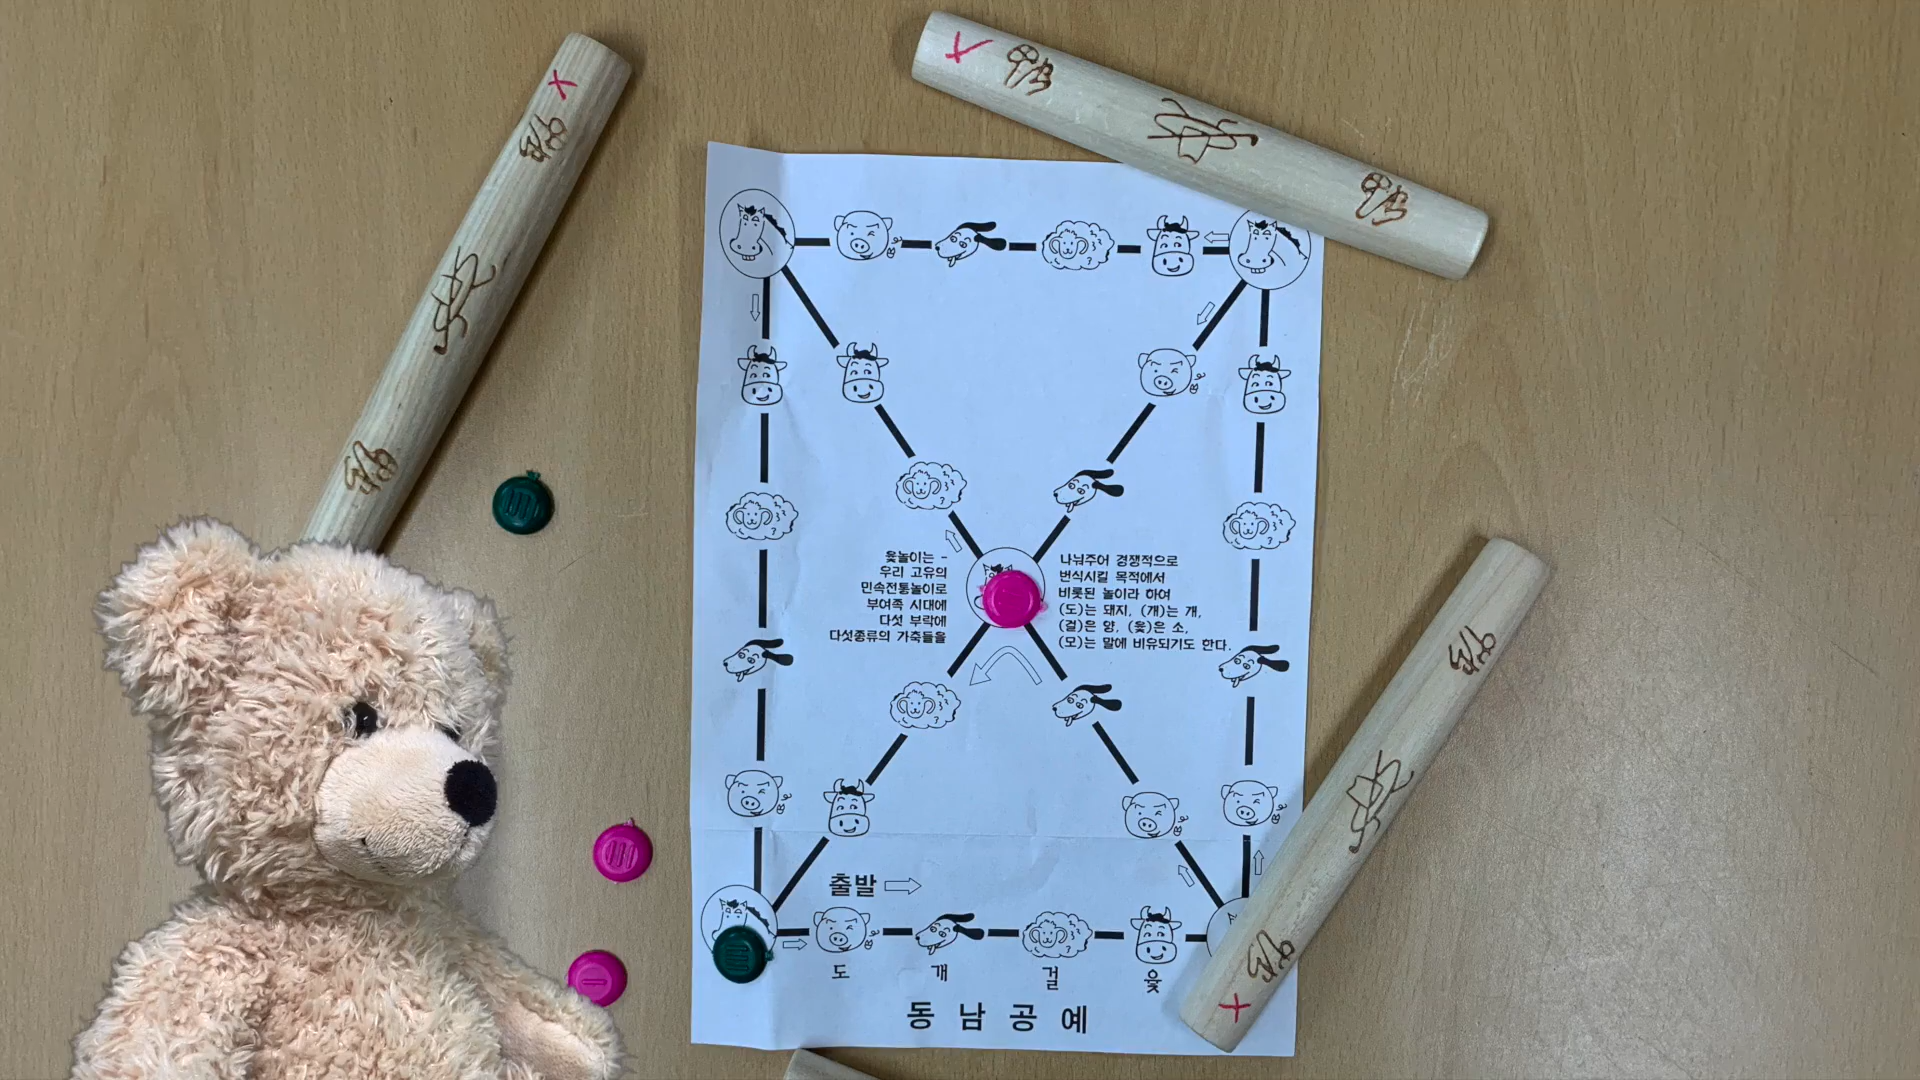 윷놀이는 -
우리 고유의
민속전통놀이로
부여족 시대에
다섯 부락에
다섯종류의 가축들을
나눠주어 경쟁적으로
번식시킬 목적에서
비롯된 놀이라 하여
(도)는 돼지, (개)는 개,
(걸)은 양, (윷)은 소,
(모)는 말에 비유되기도 한다.
출발
도 개 걸 윷
동남공예